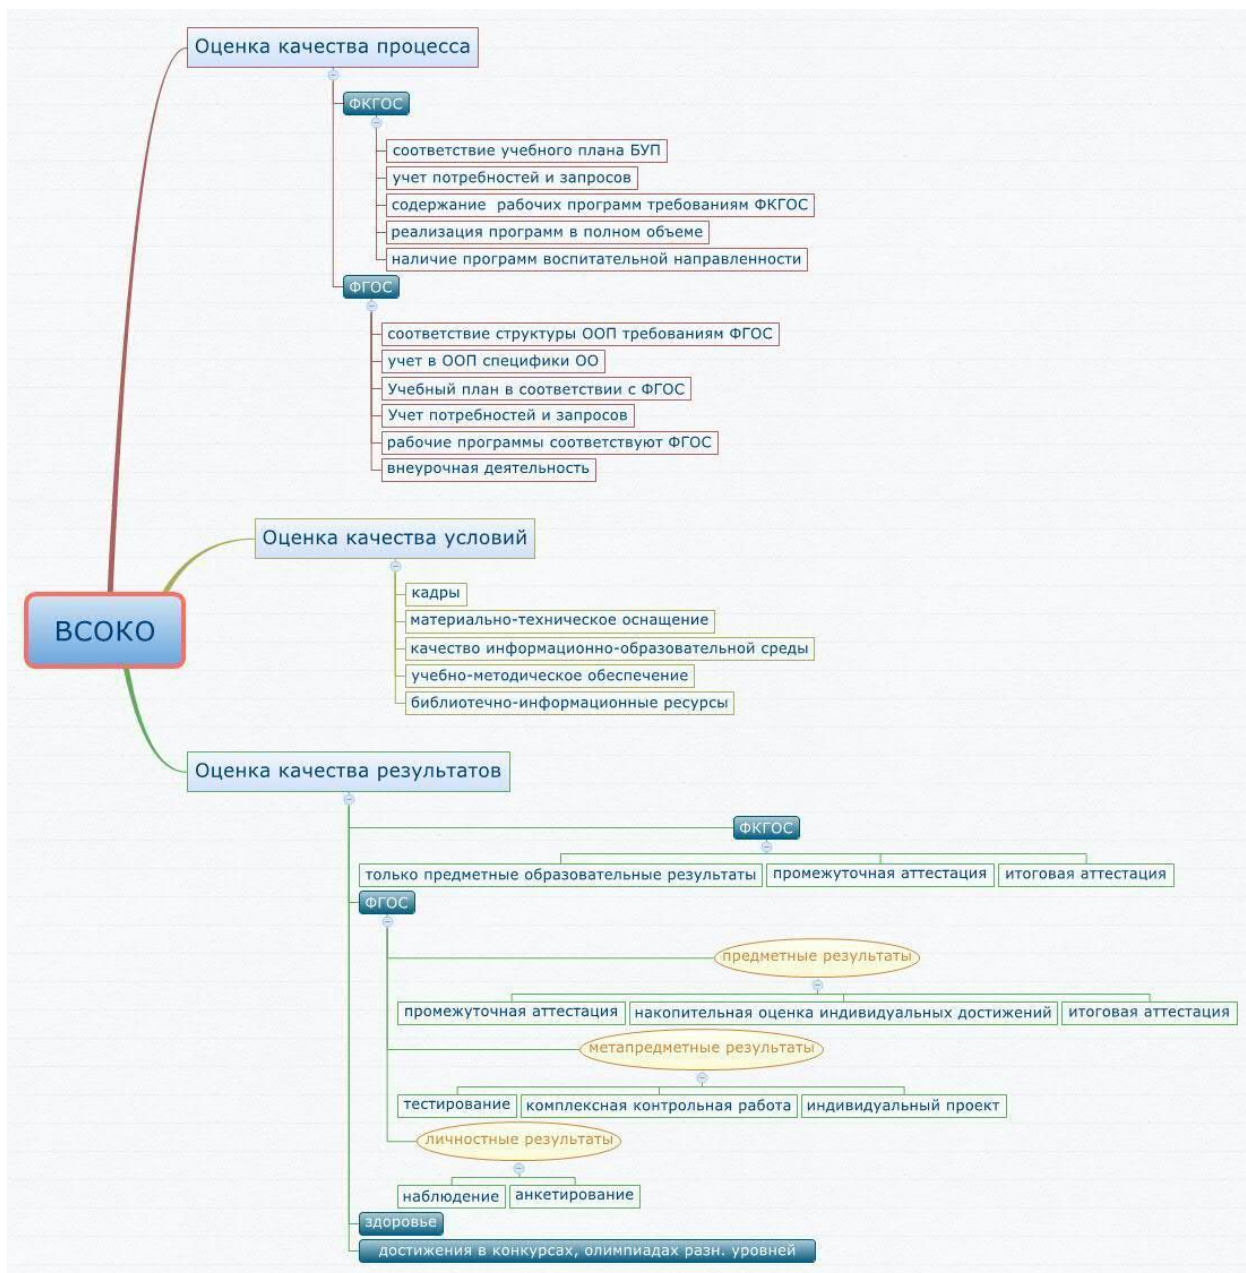 Оценка качества процесса
ФКГОС
соответствие учебного плана БУП
учет потребностей и запросов
содержание рабочих программ требованиям ФКГОС
реализация программ в полном объеме
наличие программ воспитательной направленности
ФГОС
соответствие структуры ООП требованиям ФГОС
учет в ООП специфики ОО
Учебный план в соответствии с ФГОС
Учет потребностей и запросов
рабочие программы соответствуют ФГОС
внеурочная деятельность
Оценка качества условий
кадры
материально-техническое оснащение
качество информационно-образовательной среды
учебно-методическое обеспечение
библиотечно-информационные ресурсы
ВСОКО
Оценка качества результатов
ФКГОС
только предметные образовательные результаты промежуточная аттестация итоговая аттестация
ФГОС
предметные результаты
промежуточная аттестация накопительная оценка индивидуальных достижений итоговая аттестация
метапредметные результаты
тестирование комплексная контрольная работа индивидуальный проект
личностные результаты
наблюдение анкетирование
здоровье
достижения в конкурсах, олимпиадах разн. уровней